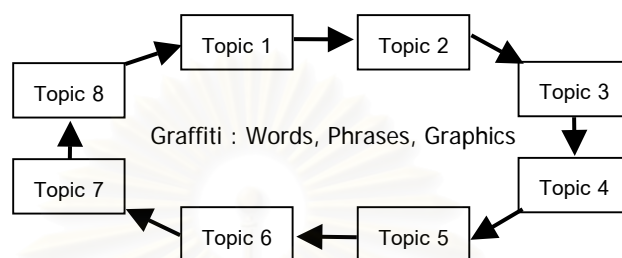 Topic 1
Topic 2
Topic 3
Topic 4
Topic 5
Topic 6
Topic 7
Topic 8
Graffiti : Words, Phrases, Graphics